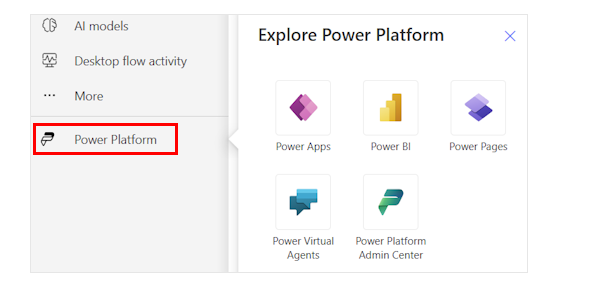 AI models
Desktop flow activity
More
Power Platform
Explore Power Platform
Power Apps
Power BI
Power Pages
Power Virtual
Agents
Power Platform
Admin Center